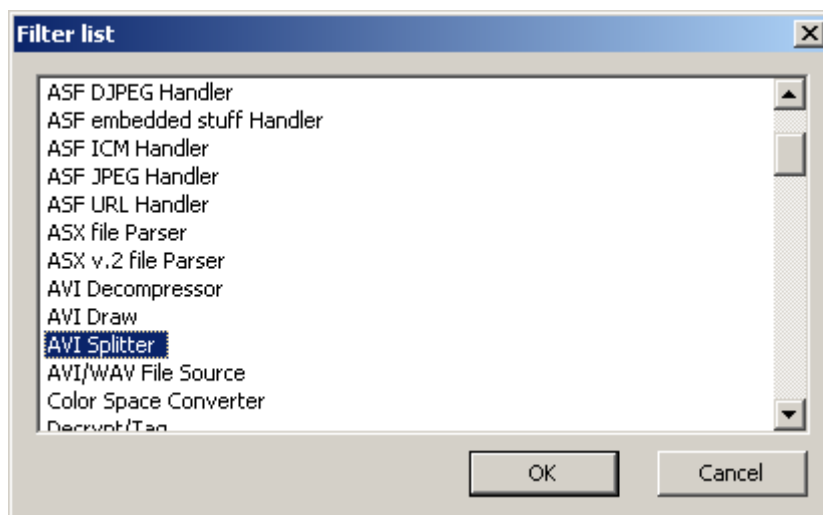 Filter list
ASF DJPEG Handler
ASF embedded stuff Handler
ASF ICM Handler
ASF JPEG Handler
ASF URL Handler
ASX file Parser
ASX v.2 file Parser
AVI Decompressor
AVI Draw
AVI Splitter
AVI/WAV File Source
Color Space Converter
Decrypt/Tag
OK
Cancel